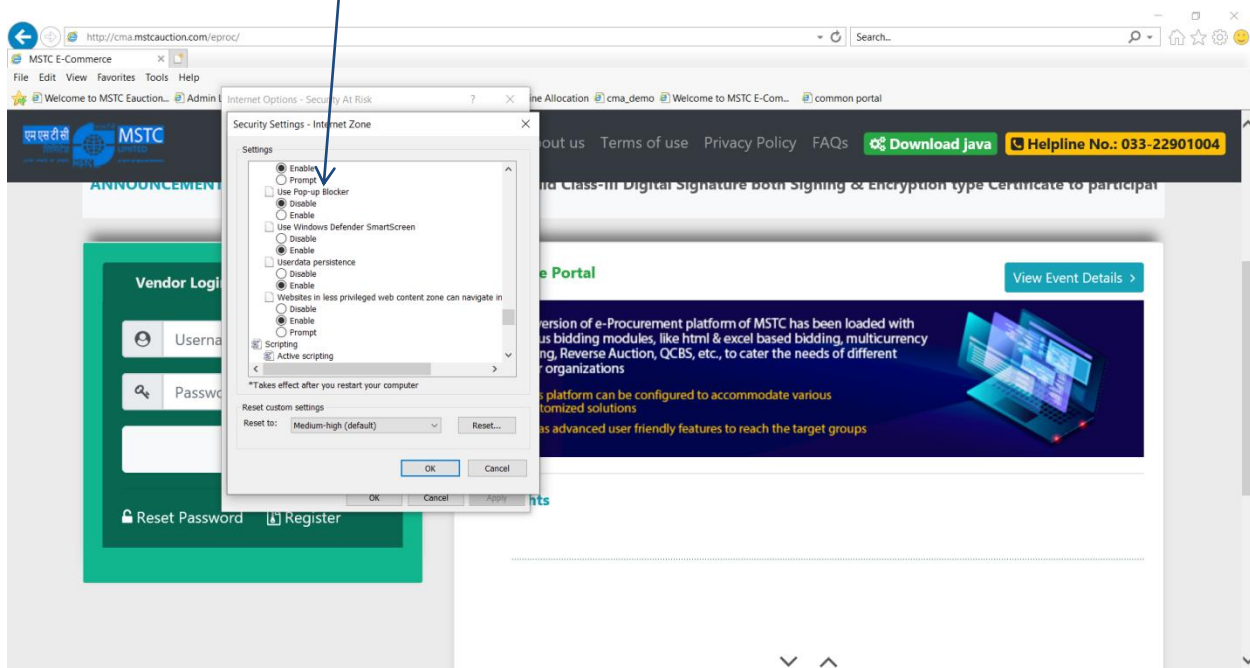 http://cma.mstcauction.com/eproc/
Search...
MSTC E-Commerce
File Edit View Favorites Tools Help
Welcome to MSTC Eauction... Admin L
ine Allocation cma_demo Welcome to MSTC E-Com... common portal
Internet Options - Security At Risk
Security Settings - Internet Zone
एम एस टी सी
MSTC
LIMITED
MSTC
out us Terms of use Privacy Policy FAQs Download java Helpline No.: 033-22901004
ANNOUNCEMENT
Class-III Digital Signature both Signing & Encryption type Certificate to participat
Settings
Enable
Prompt
Use Pop-up Blocker
Disable
Enable
Use Windows Defender SmartScreen
Disable
Enable
Userdata persistence
Disable
Enable
Websites in less privileged web content zone can navigate in
Disable
Enable
Prompt
Scripting
Active scripting
*Takes effect after you restart your computer
Reset custom settings
Reset to: Medium-high (default) Reset...
OK Cancel
OK Cancel Apply
Vendor Logi
Userna
Passwo
Reset Password Register
e Portal
View Event Details >
version of e-Procurement platform of MSTC has been loaded with
us bidding modules, like html & excel based bidding, multicurrency
ng, Reverse Auction, QCBS, etc., to cater the needs of different
organizations
s platform can be configured to accommodate various
tomized solutions
as advanced user friendly features to reach the target groups
nts